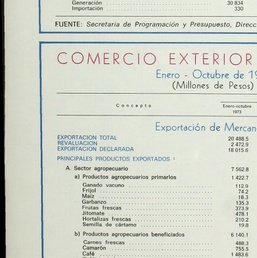 Generación 30 834
Importación 330
FUENTE: Secretaría de Programación y Presupuesto, Direcc
COMERCIO EXTERIOR
Enero - Octubre de 19
(Millones de Pesos)
Concepto Enero-octubre 1973
Exportación de Mercan
EXPORTACION TOTAL 20 488.5
REVALUACION 2 472.9
EXPORTACION DECLARADA 18 015.6
PRINCIPALES PRODUCTOS EXPORTADOS
A. Sector agropecuario 7 562.8
a) Productos agropecuarios primarios 1 422.7
Ganado vacuno 112.9
Frijol 74.2
Maíz 18.3
Garbanzo 135.3
Frutas frescas 373.9
Jitomate 478.1
Hortalizas frescas 210.2
Semilla de cártamo 19.8
b) Productos agropecuarios beneficiados 6 140.1
Carnes frescas 488.3
Camarón 755.5
Café 1 483.6